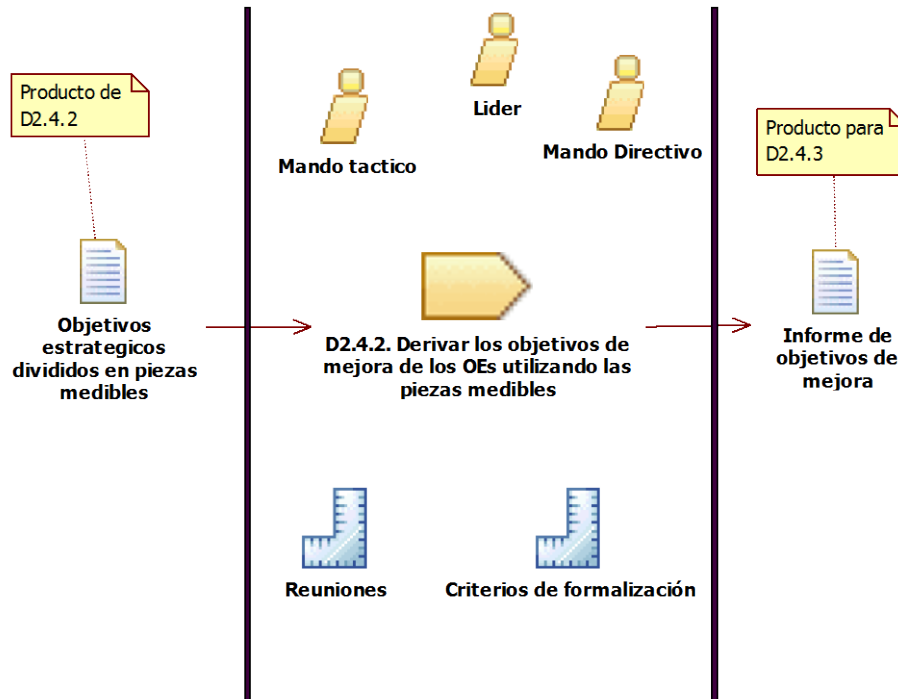 Producto de
D2.4.2
Objetivos
estrategicos
divididos en piezas
medibles
Mando tactico
Lider
Mando Directivo
D2.4.2. Derivar los objetivos de
mejora de los OEs utilizando las
piezas medibles
Reuniones
Criterios de formalización
Producto para
D2.4.3
Informe de
objetivos de
mejora